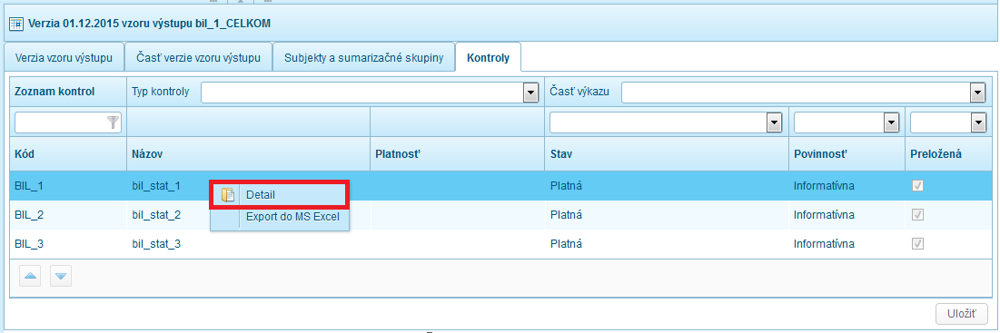 Verzia 01.12.2015 vzoru výstupu bil_1_CELKOM
Verzia vzoru výstupu Časť verzie vzoru výstupu Subjekty a sumarizačné skupiny Kontroly
Zoznam kontrol Typ kontroly Časť výkazu
Kód Názov Platnosť Stav Povinnosť Preložená
BIL_1 bil_stat_1 Platná Informatívna
Detail
BIL_2 bil_stat_2 Platná Informatívna
Export do MS Excel
BIL_3 bil_stat_3 Platná Informatívna
Uložiť